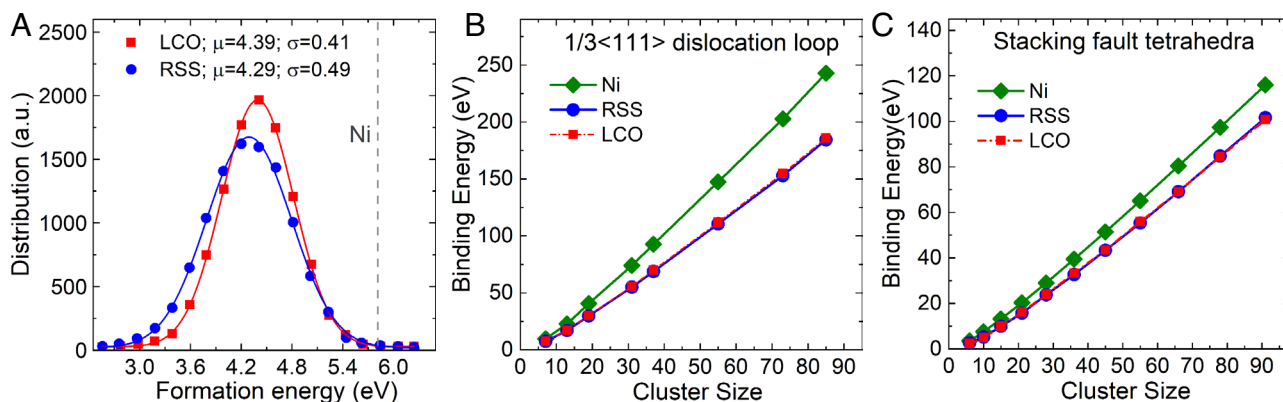 A
2500
2000
1500
1000
500
0
Distribution (a.u.)
LCO; μ=4.39; σ=0.41
RSS; μ=4.29; σ=0.49
Ni
3.0 3.6 4.2 4.8 5.4 6.0
Formation energy (eV)
B
250
200
150
100
50
0
Binding Energy (eV)
1/3<111> dislocation loop
Ni
RSS
LCO
0 10 20 30 40 50 60 70 80 90
Cluster Size
C
140
120
100
80
60
40
20
0
Binding Energy(eV)
Stacking fault tetrahedra
Ni
RSS
LCO
0 10 20 30 40 50 60 70 80 90
Cluster Size